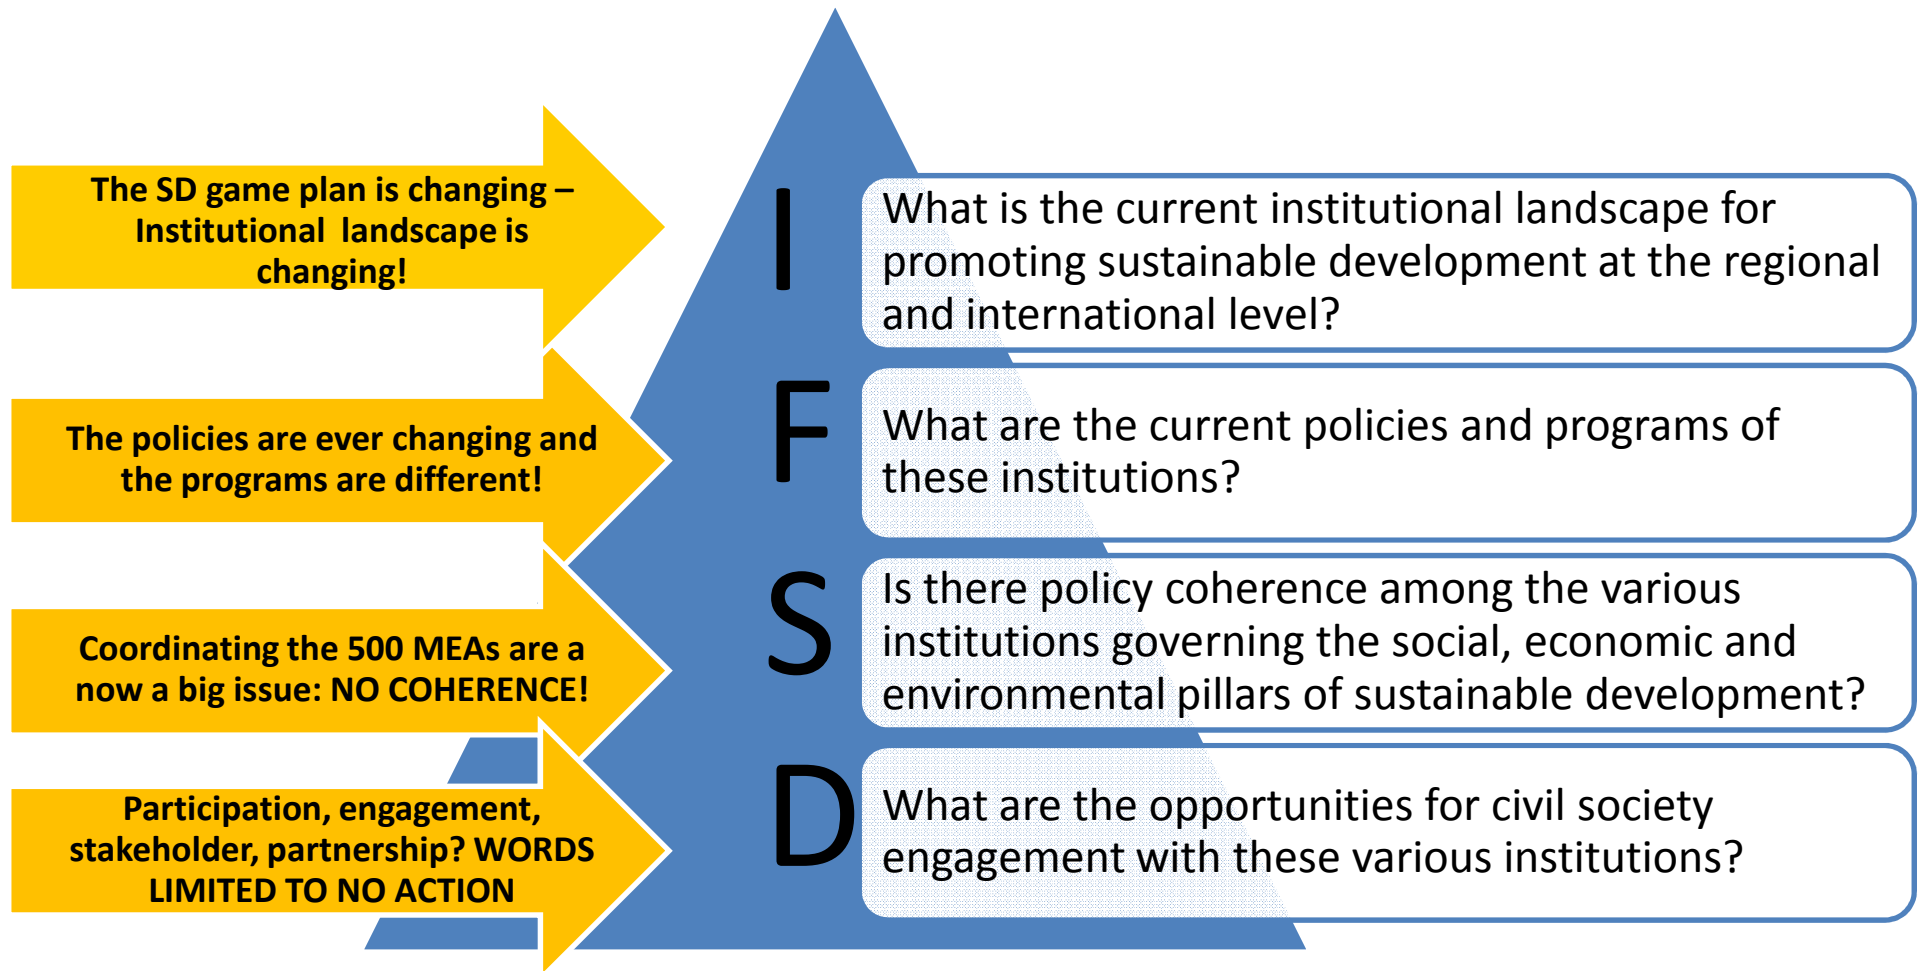 The SD game plan is changing –
Institutional landscape is
changing!
I
What is the current institutional landscape for
promoting sustainable development at the regional
and international level?
The policies are ever changing and
the programs are different!
F
What are the current policies and programs of
these institutions?
Coordinating the 500 MEAs are a
now a big issue: NO COHERENCE!
S
Is there policy coherence among the various
institutions governing the social, economic and
environmental pillars of sustainable development?
Participation, engagement,
stakeholder, partnership? WORDS
LIMITED TO NO ACTION
D
What are the opportunities for civil society
engagement with these various institutions?